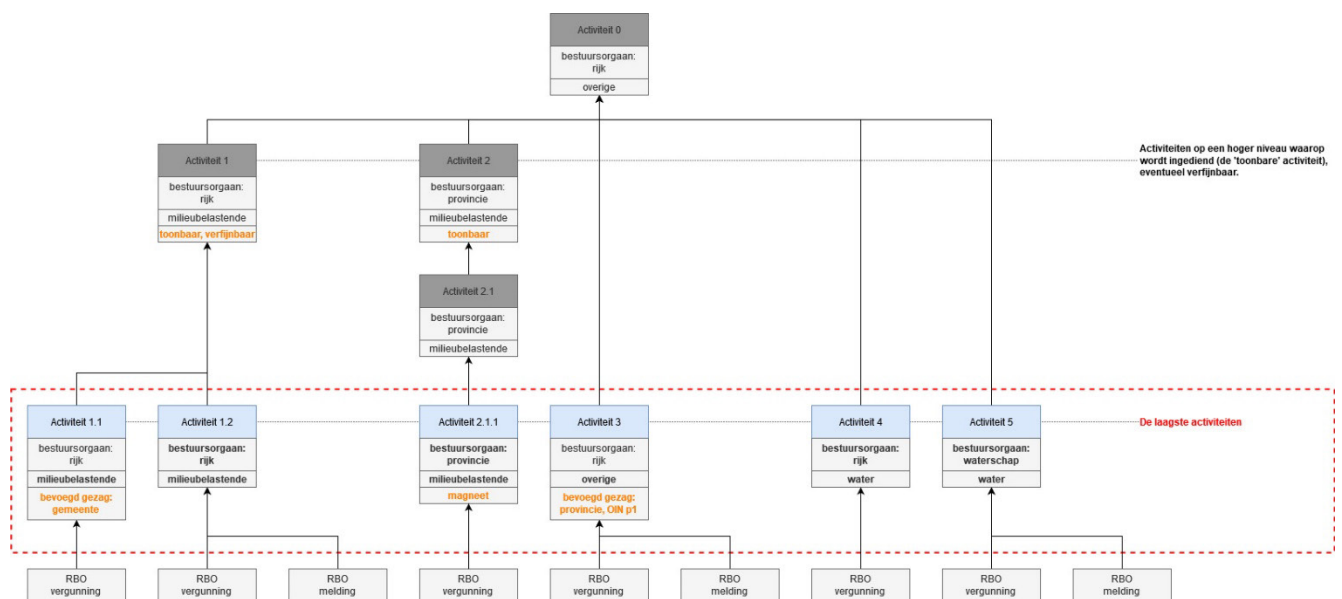 Activiteit 0
bestuursorgaan:
rijk
overige
Activiteit 1
bestuursorgaan:
rijk
milieubelastende
toonbaar, verfijnbaar
Activiteit 2
bestuursorgaan:
provincie
milieubelastende
toonbaar
Activiteiten op een hoger niveau waarop
wordt ingediend (de 'toonbare' activiteit),
eventueel verfijnbaar.
Activiteit 2.1
bestuursorgaan:
provincie
milieubelastende
Activiteit 1.1
bestuursorgaan:
rijk
milieubelastende
bevoegd gezag:
gemeente
Activiteit 1.2
bestuursorgaan:
rijk
milieubelastende
Activiteit 2.1.1
bestuursorgaan:
provincie
milieubelastende
magneet
Activiteit 3
bestuursorgaan:
rijk
overige
bevoegd gezag:
provincie, OIN p1
Activiteit 4
bestuursorgaan:
rijk
water
Activiteit 5
bestuursorgaan:
waterschap
water
De laagste activiteiten
RBO
vergunning
RBO
vergunning
RBO
melding
RBO
vergunning
RBO
vergunning
RBO
melding
RBO
vergunning
RBO
vergunning
RBO
melding